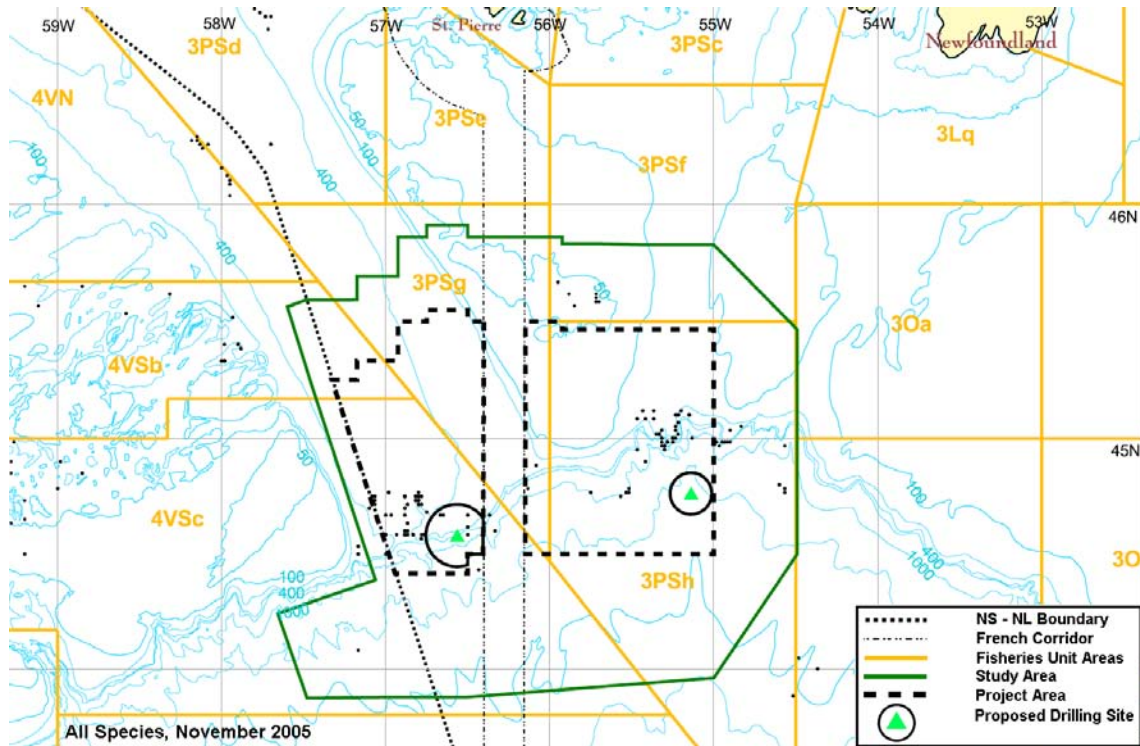 59W 58W 57W 56W 55W 54W 53W
St. Pierre
Newfoundland
3PSd
3PSc
4VN
3PSe
3Lq
3PSf
50
100
100
400
400
46N
3PSg
50
400
3Oa
4VSb
50
45N
4VSc
100
400
1000
3O
100
400
3PSh
NS - NL Boundary
French Corridor
Fisheries Unit Areas
Study Area
Project Area
Proposed Drilling Site
All Species, November 2005